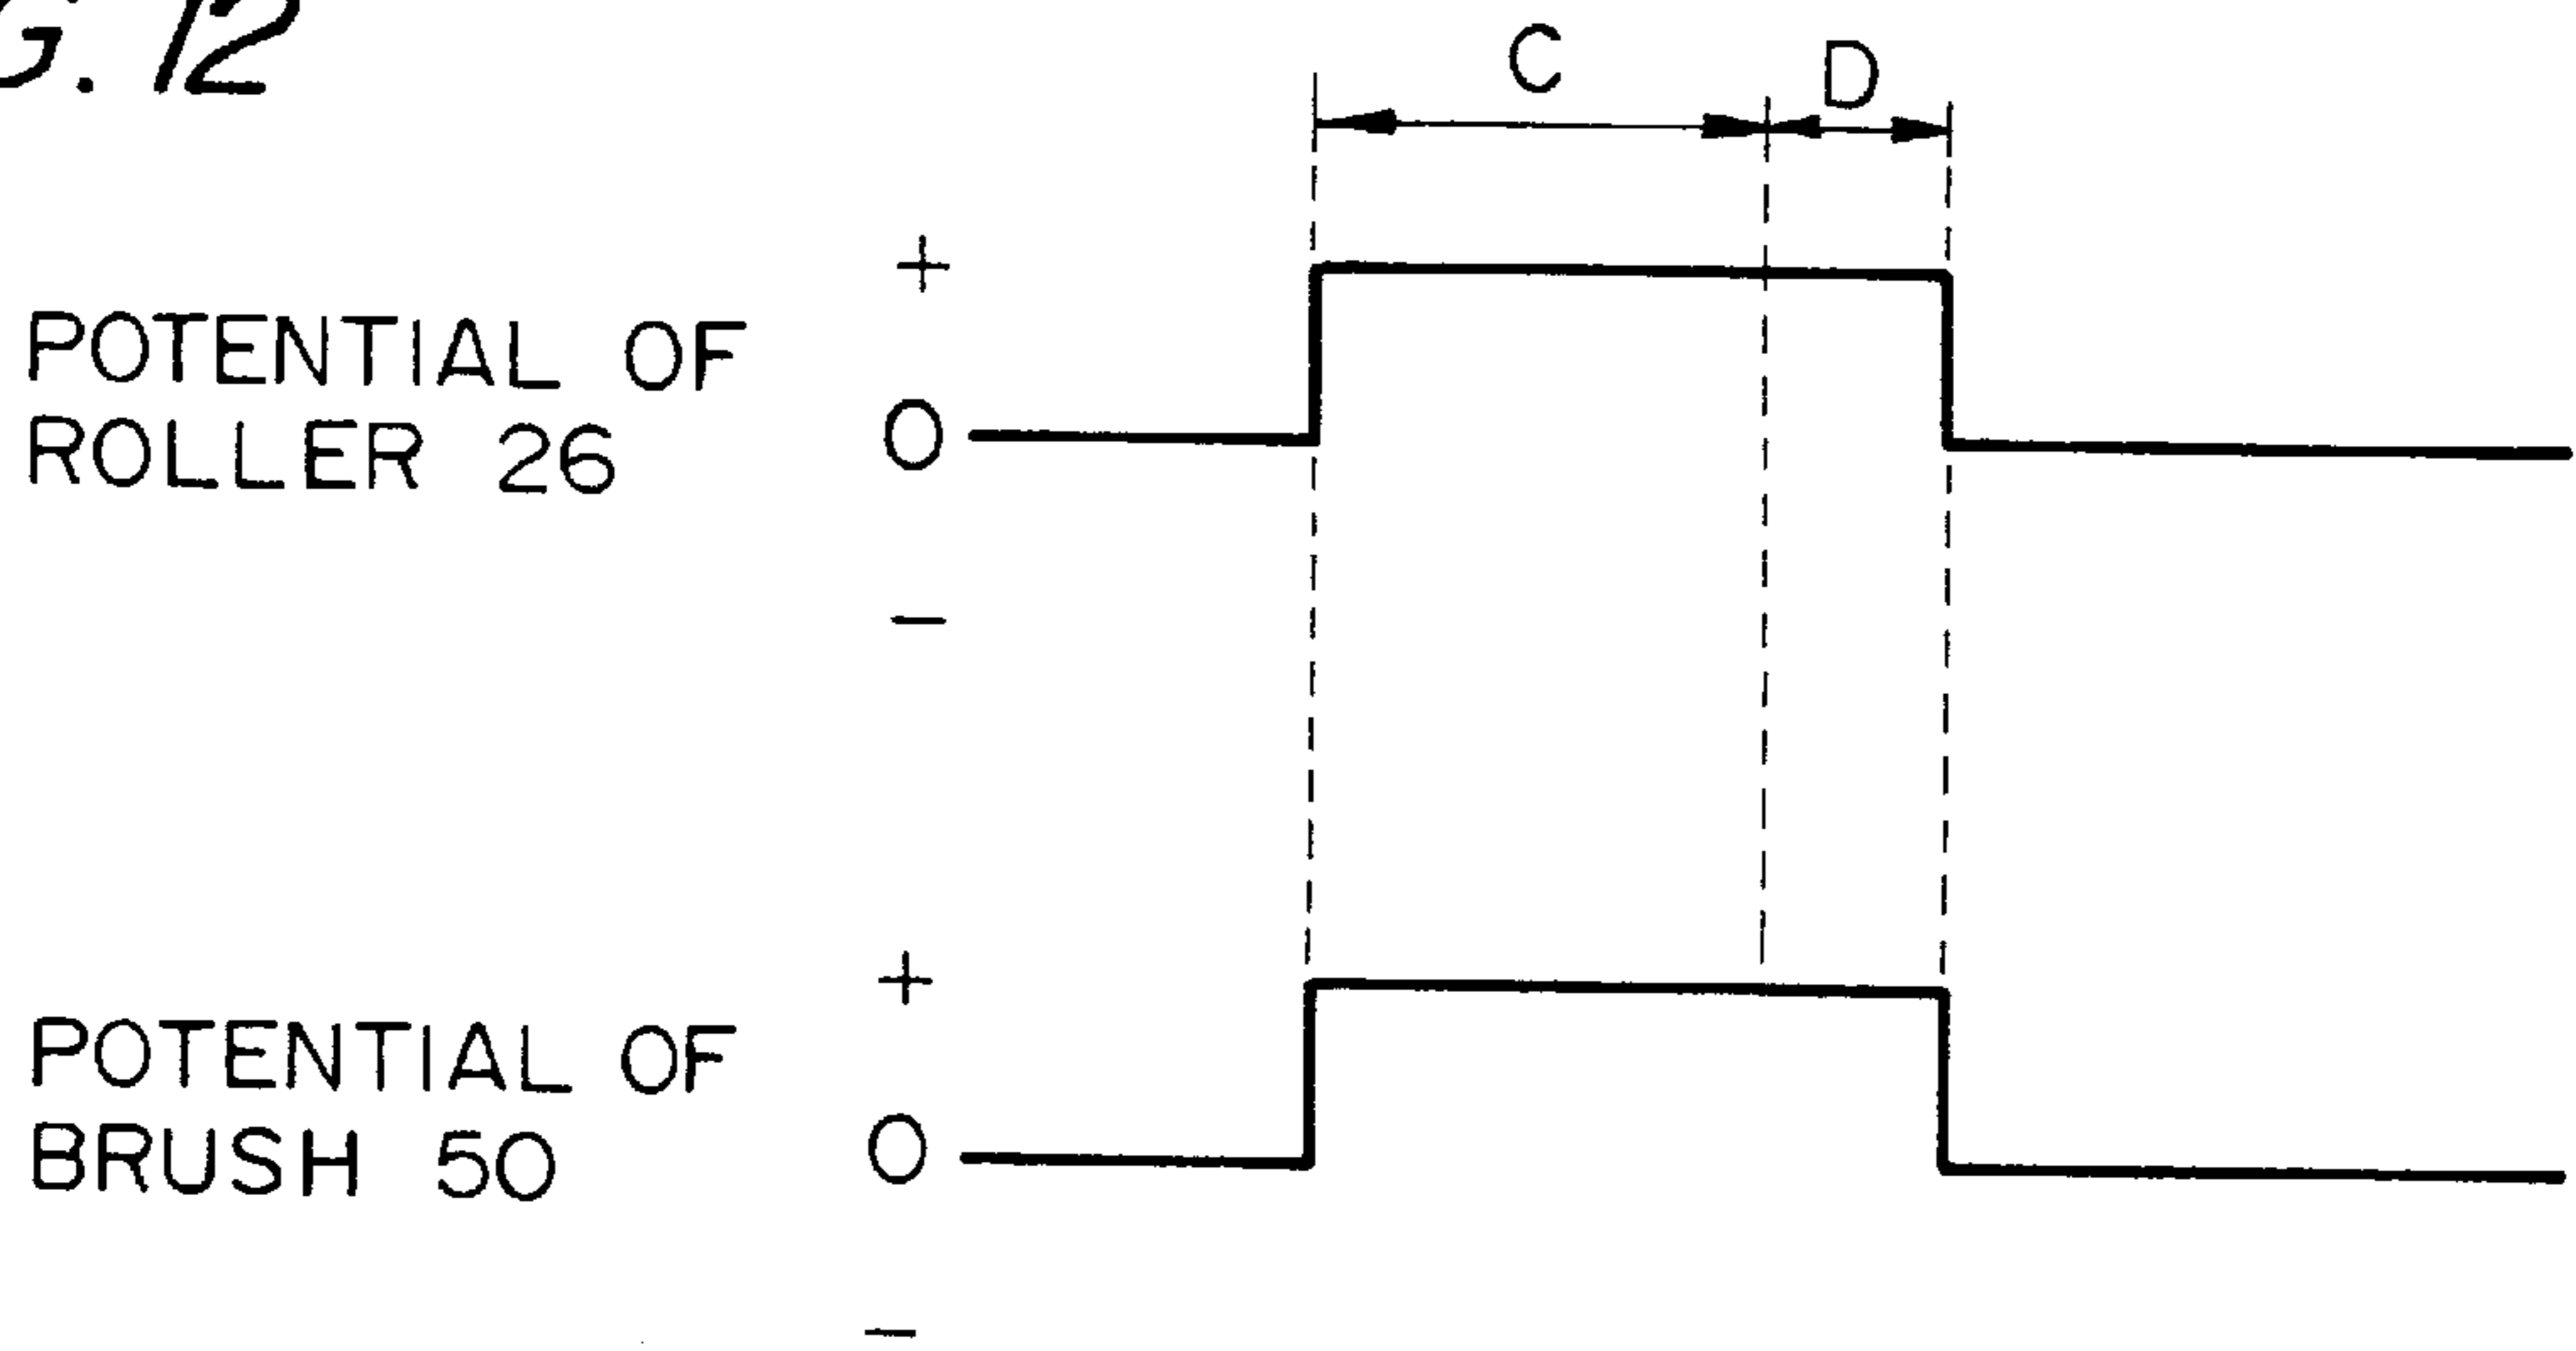 G. 12
C D
+
POTENTIAL OF
ROLLER 26
0
−
+
POTENTIAL OF
BRUSH 50
0
−